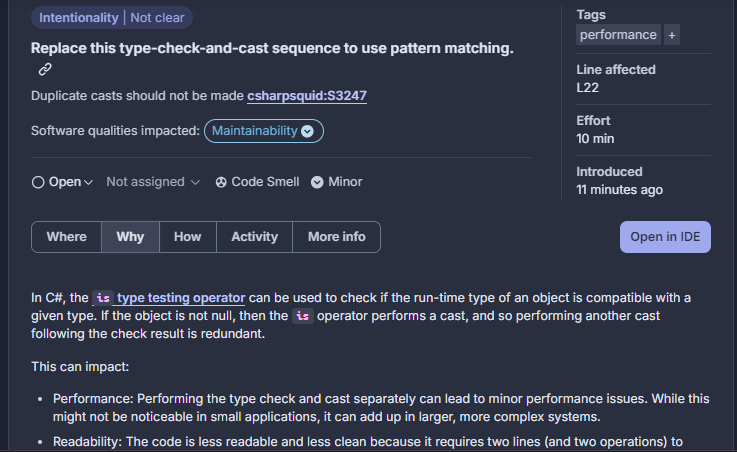 Intentionality | Not clear
Replace this type-check-and-cast sequence to use pattern matching.
Duplicate casts should not be made csharpsquid:S3247
Software qualities impacted: Maintainability
Open Not assigned Code Smell Minor
Tags
performance +
Line affected
L22
Effort
10 min
Introduced
11 minutes ago
Where Why How Activity More info
Open in IDE
In C#, the is type testing operator can be used to check if the run-time type of an object is compatible with a
given type. If the object is not null, then the is operator performs a cast, and so performing another cast
following the check result is redundant.
This can impact:
• Performance: Performing the type check and cast separately can lead to minor performance issues. While this
might not be noticeable in small applications, it can add up in larger, more complex systems.
• Readability: The code is less readable and less clean because it requires two lines (and two operations) to